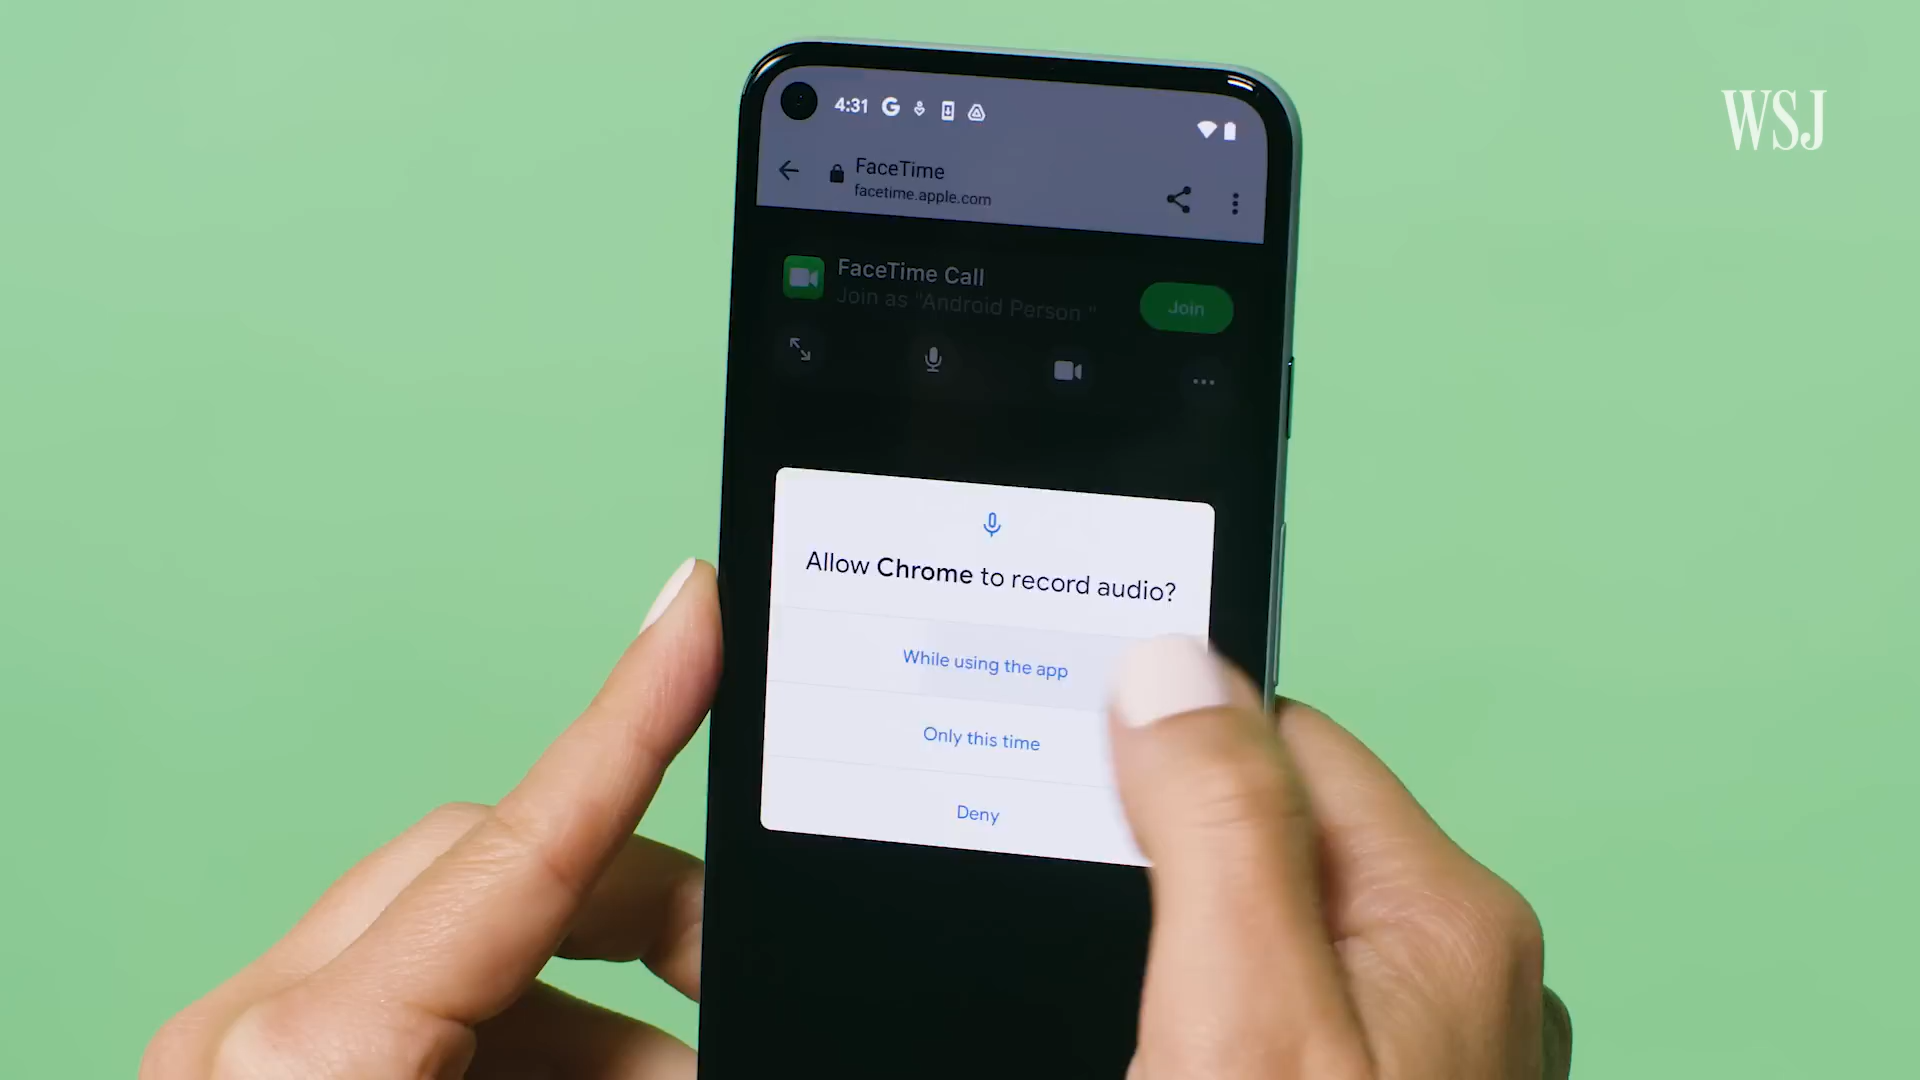 WSJ
4:31
FaceTime
facetime.apple.com
FaceTime Call
Join as "Android Person "
Join
Allow Chrome to record audio?
While using the app
Only this time
Deny